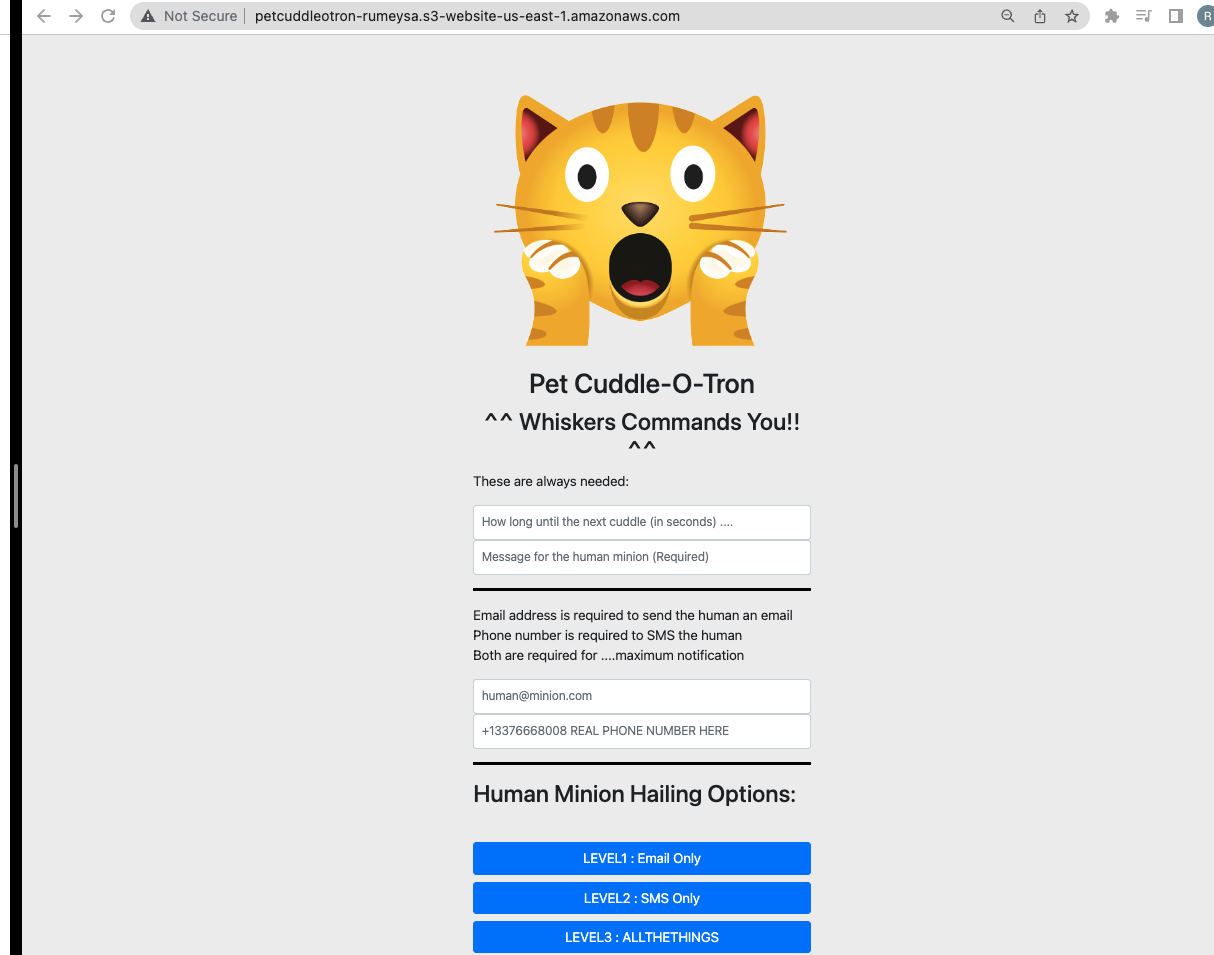 Not Secure petcuddleotron-rumeysa.s3-website-us-east-1.amazonaws.com
R
Pet Cuddle-O-Tron
^^ Whiskers Commands You!!
^^
These are always needed:
How long until the next cuddle (in seconds) ....
Message for the human minion (Required)
Email address is required to send the human an email
Phone number is required to SMS the human
Both are required for ....maximum notification
human@minion.com
+13376668008 REAL PHONE NUMBER HERE
Human Minion Hailing Options:
LEVEL1 : Email Only
LEVEL2 : SMS Only
LEVEL3 : ALLTHETHINGS